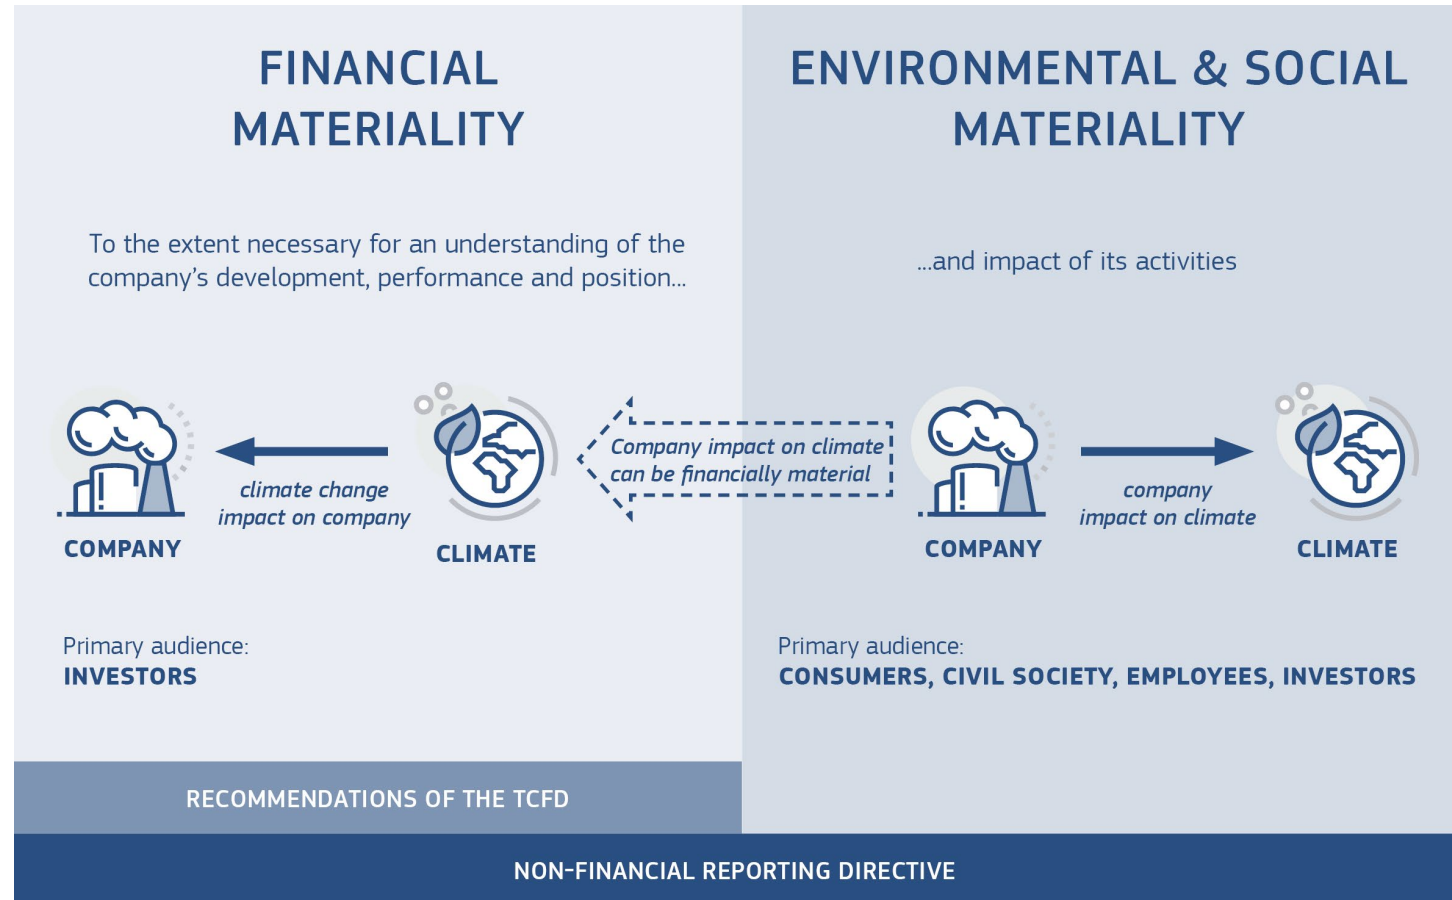 FINANCIAL
MATERIALITY
To the extent necessary for an understanding of the
company's development, performance and position...
climate change
impact on company
COMPANY
CLIMATE
Primary audience:
INVESTORS
RECOMMENDATIONS OF THE TCFD
Company impact on climate
can be financially material
ENVIRONMENTAL & SOCIAL
MATERIALITY
...and impact of its activities
company
impact on climate
COMPANY
CLIMATE
Primary audience:
CONSUMERS, CIVIL SOCIETY, EMPLOYEES, INVESTORS
NON-FINANCIAL REPORTING DIRECTIVE